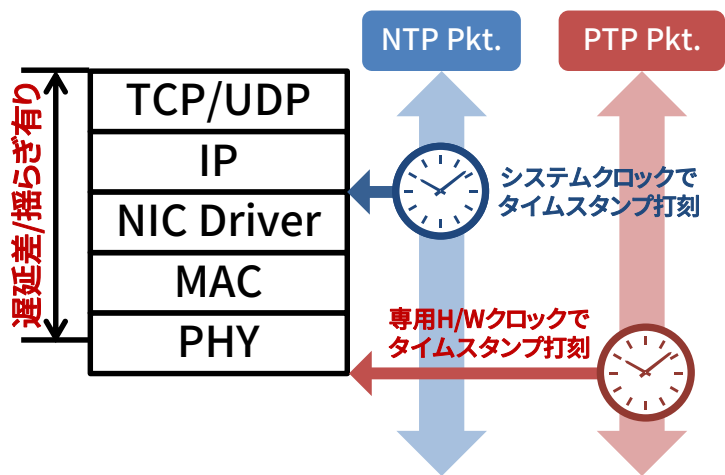 NTP Pkt.
PTP Pkt.
TCP/UDP
IP
NIC Driver
MAC
PHY
遅延差/揺らぎ有り
システムクロックで
タイムスタンプ打刻
専用H/Wクロックで
タイムスタンプ打刻